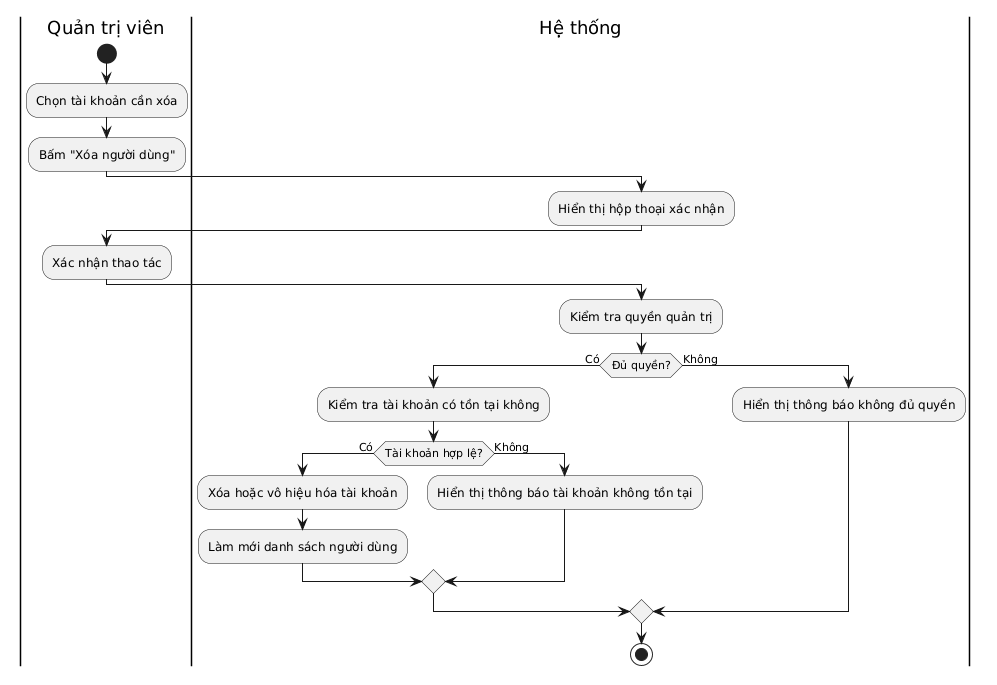 Quản trị viên
Hệ thống
Chọn tài khoản cần xóa
Bấm "Xóa người dùng"
Hiển thị hộp thoại xác nhận
Xác nhận thao tác
Kiểm tra quyền quản trị
Có
Đủ quyền?
Không
Kiểm tra tài khoản có tồn tại không
Hiển thị thông báo không đủ quyền
Có
Tài khoản hợp lệ?
Không
Xóa hoặc vô hiệu hóa tài khoản
Hiển thị thông báo tài khoản không tồn tại
Làm mới danh sách người dùng